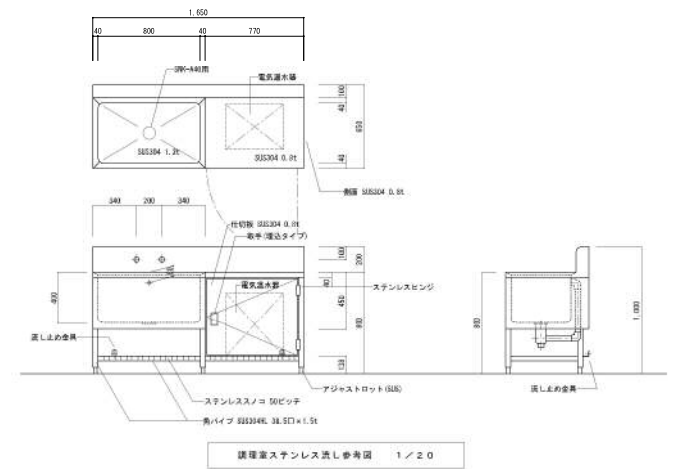 1,650
40 800 40 770
SMK-A40用
電気温水器
SUS304 1.2t
SUS304 0.8t
100
40
650
40
側面 SUS304 0.8t
340 200 340
仕切板 SUS304 0.8t
取手(埋込タイプ)
電気温水器
ステンレスヒンジ
100
200
40
450
800
400
800
1,000
流し止め金具
アジャストロット(SUS)
流し止め金具
ステンレススノコ 50ピッチ
角パイプ SUS304HL 38.5口×1.5t
調理室ステンレス流し参考図 1/20